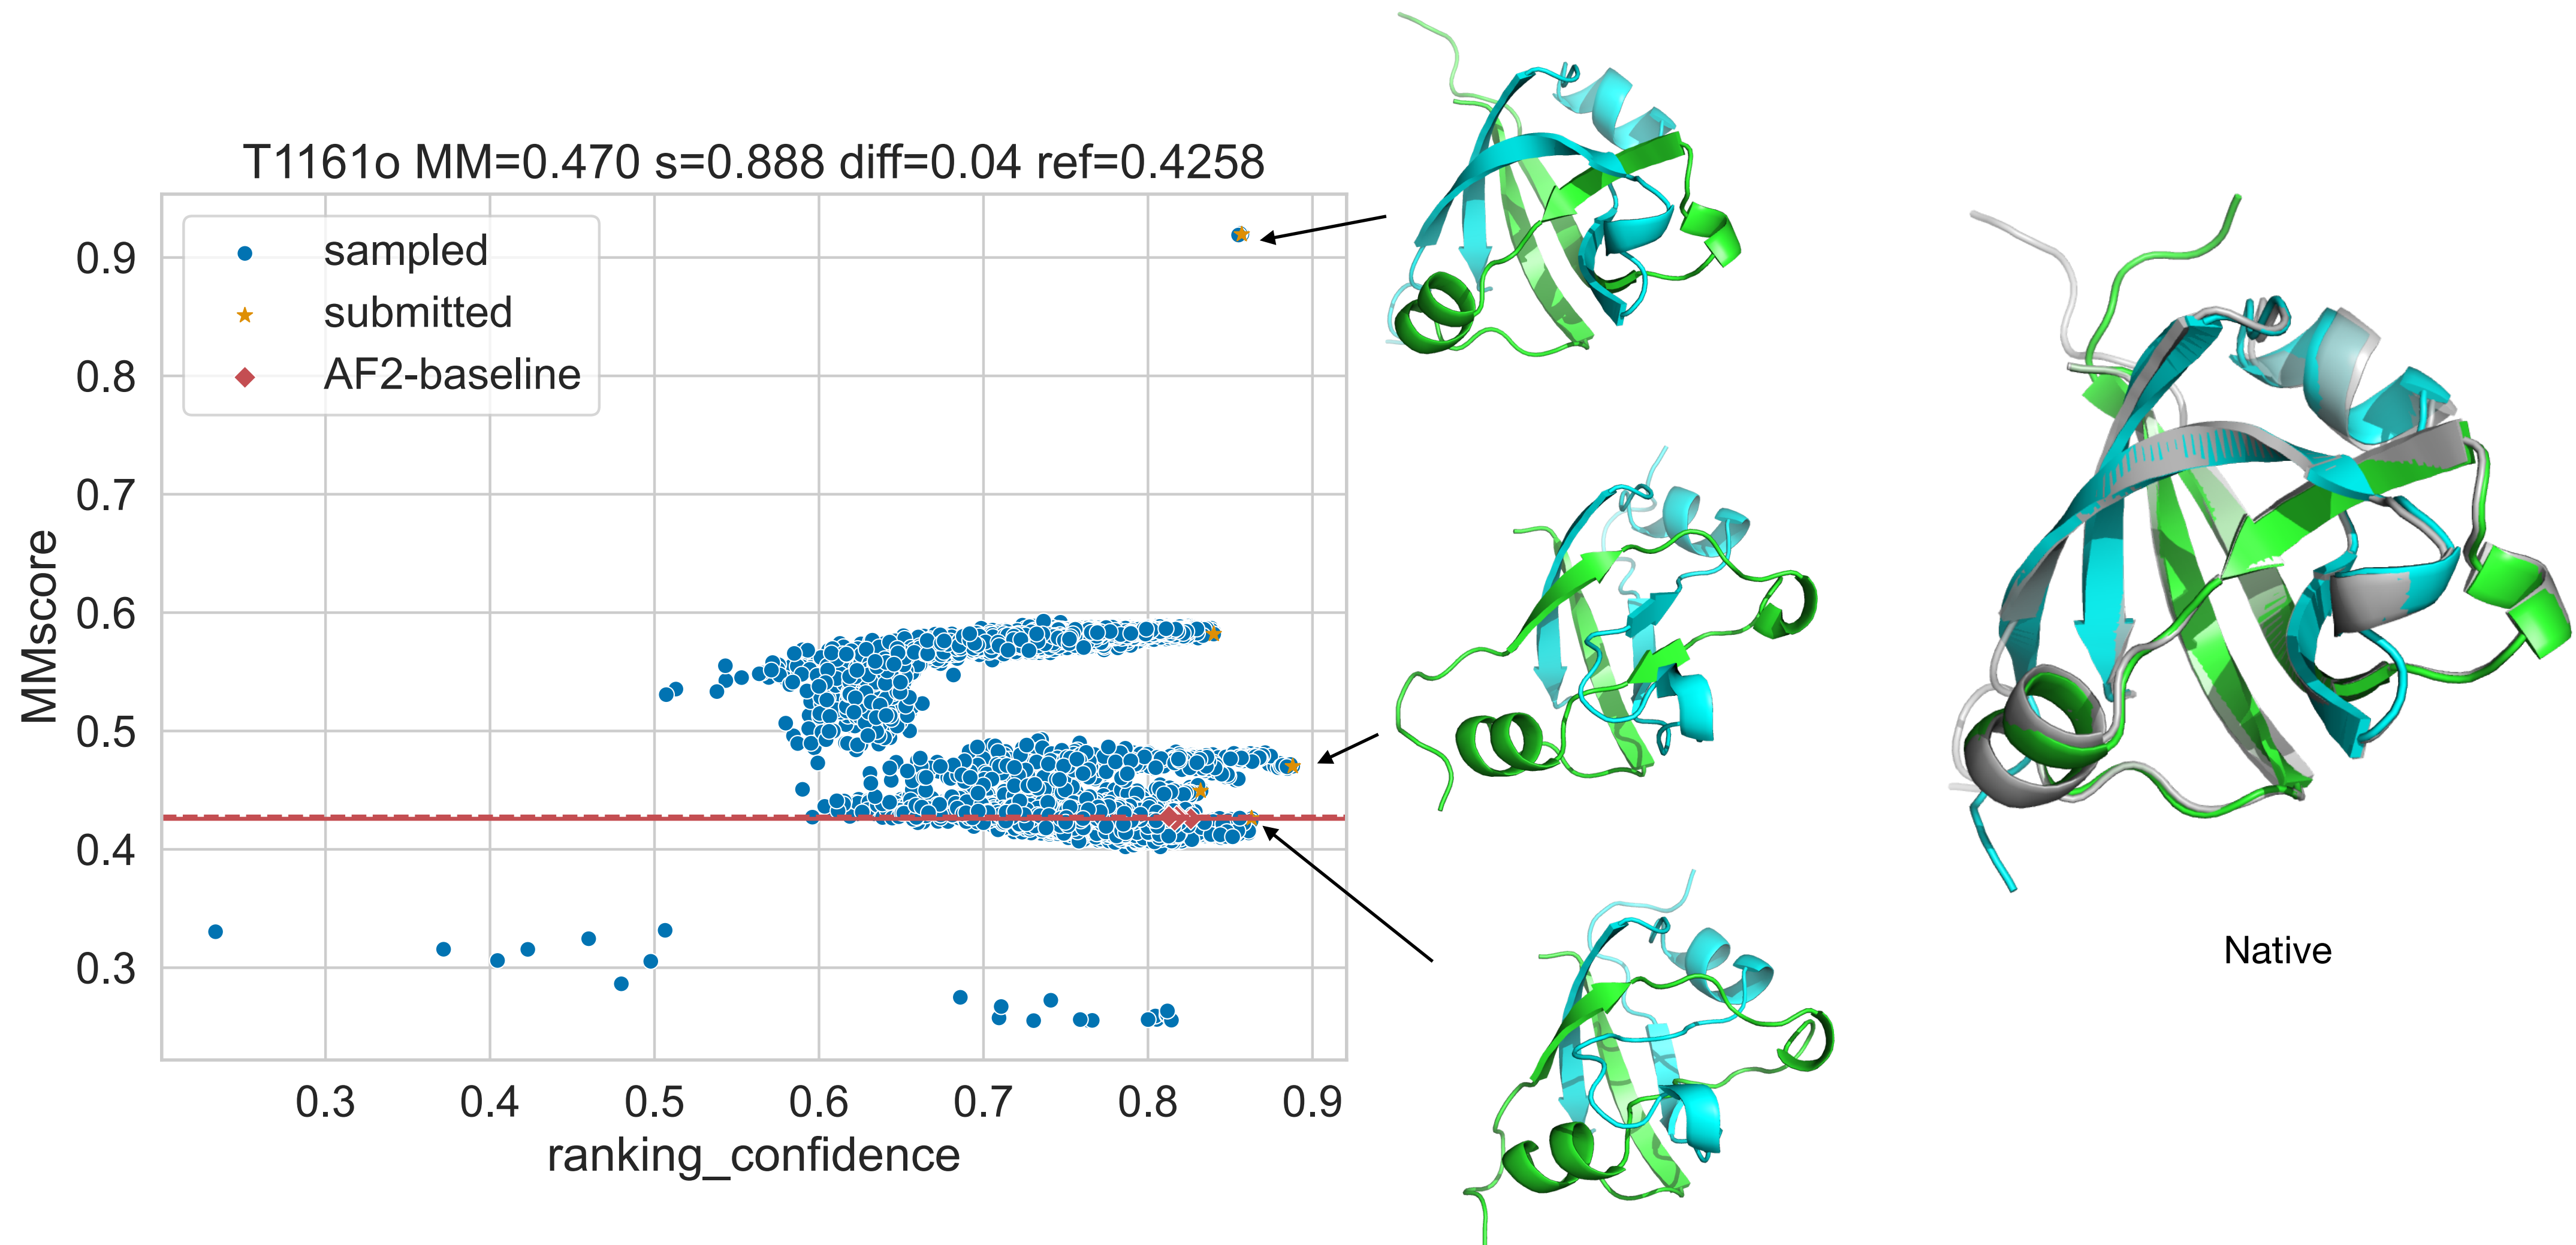 T1161o MM=0.470 s=0.888 diff=0.04 ref=0.4258
sampled
submitted
AF2-baseline
MMscore
0.9
0.8
0.7
0.6
0.5
0.4
0.3
0.3 0.4 0.5 0.6 0.7 0.8 0.9
ranking_confidence
Native